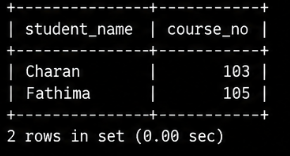 +--------------+-----------+
| student_name | course_no |
+--------------+-----------+
| Charan       |       103 |
| Fathima      |       105 |
+--------------+-----------+
2 rows in set (0.00 sec)